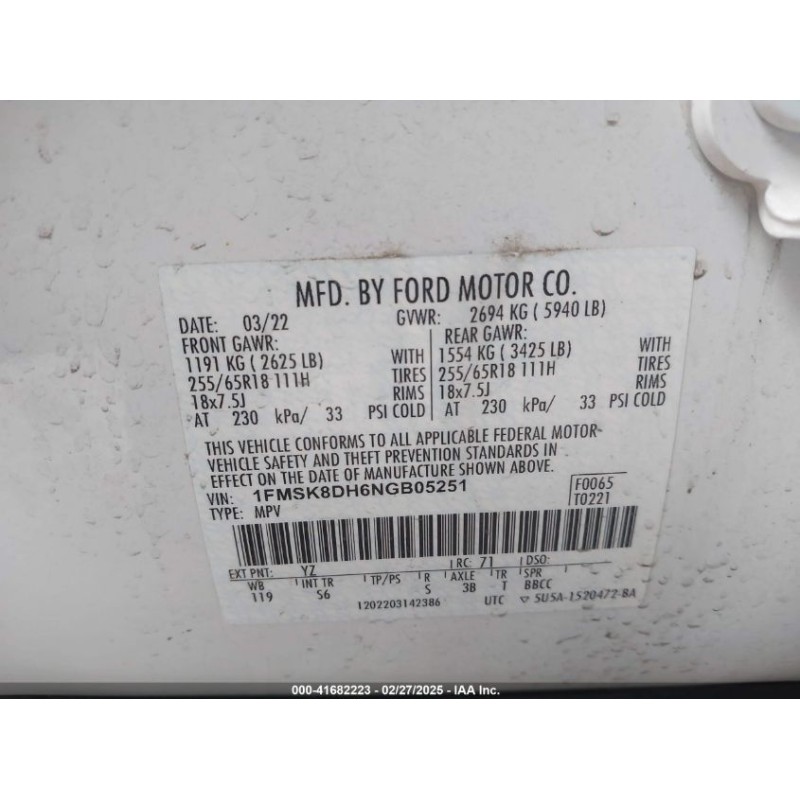 MFD. BY FORD MOTOR CO.
DATE: 03/22 GVWR: 2694 KG ( 5940 LB)
FRONT GAWR: REAR GAWR:
1191 KG ( 2625 LB) WITH 1554 KG ( 3425 LB) WITH
255/65R18 111H TIRES 255/65R18 111H TIRES
18x7.5J RIMS 18x7.5J RIMS
AT 230 kPa/ 33 PSI COLD AT 230 kPa/ 33 PSI COLD
THIS VEHICLE CONFORMS TO ALL APPLICABLE FEDERAL MOTOR
VEHICLE SAFETY AND THEFT PREVENTION STANDARDS IN
EFFECT ON THE DATE OF MANUFACTURE SHOWN ABOVE.
VIN: 1FMSK8DH6NGB05251 F0065
TYPE: MPV T0221
EXT PNT: YZ RC: 71 DSO:
WB INT TR TP/PS R AXLE TR SPR
119 S6 S 3B T BBCC
1202203142386 UTC ▽ 5U5A-1520472-BA
000-41682223 - 02/27/2025 - IAA Inc.